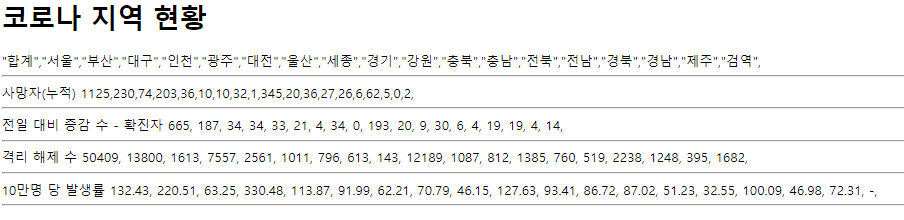 코로나 지역 현황
"합계","서울","부산","대구","인천","광주","대전","울산","세종","경기","강원","충북","충남","전북","전남","경북","경남","제주","검역",
사망자(누적) 1125,230,74,203,36,10,10,32,1,345,20,36,27,26,6,62,5,0,2,
전일 대비 증감 수 - 확진자 665, 187, 34, 34, 33, 21, 4, 34, 0, 193, 20, 9, 30, 6, 4, 19, 19, 4, 14,
격리 해제 수 50409, 13800, 1613, 7557, 2561, 1011, 796, 613, 143, 12189, 1087, 812, 1385, 760, 519, 2238, 1248, 395, 1682,
10만명 당 발생률 132.43, 220.51, 63.25, 330.48, 113.87, 91.99, 62.21, 70.79, 46.15, 127.63, 93.41, 86.72, 87.02, 51.23, 32.55, 100.09, 46.98, 72.31, -,